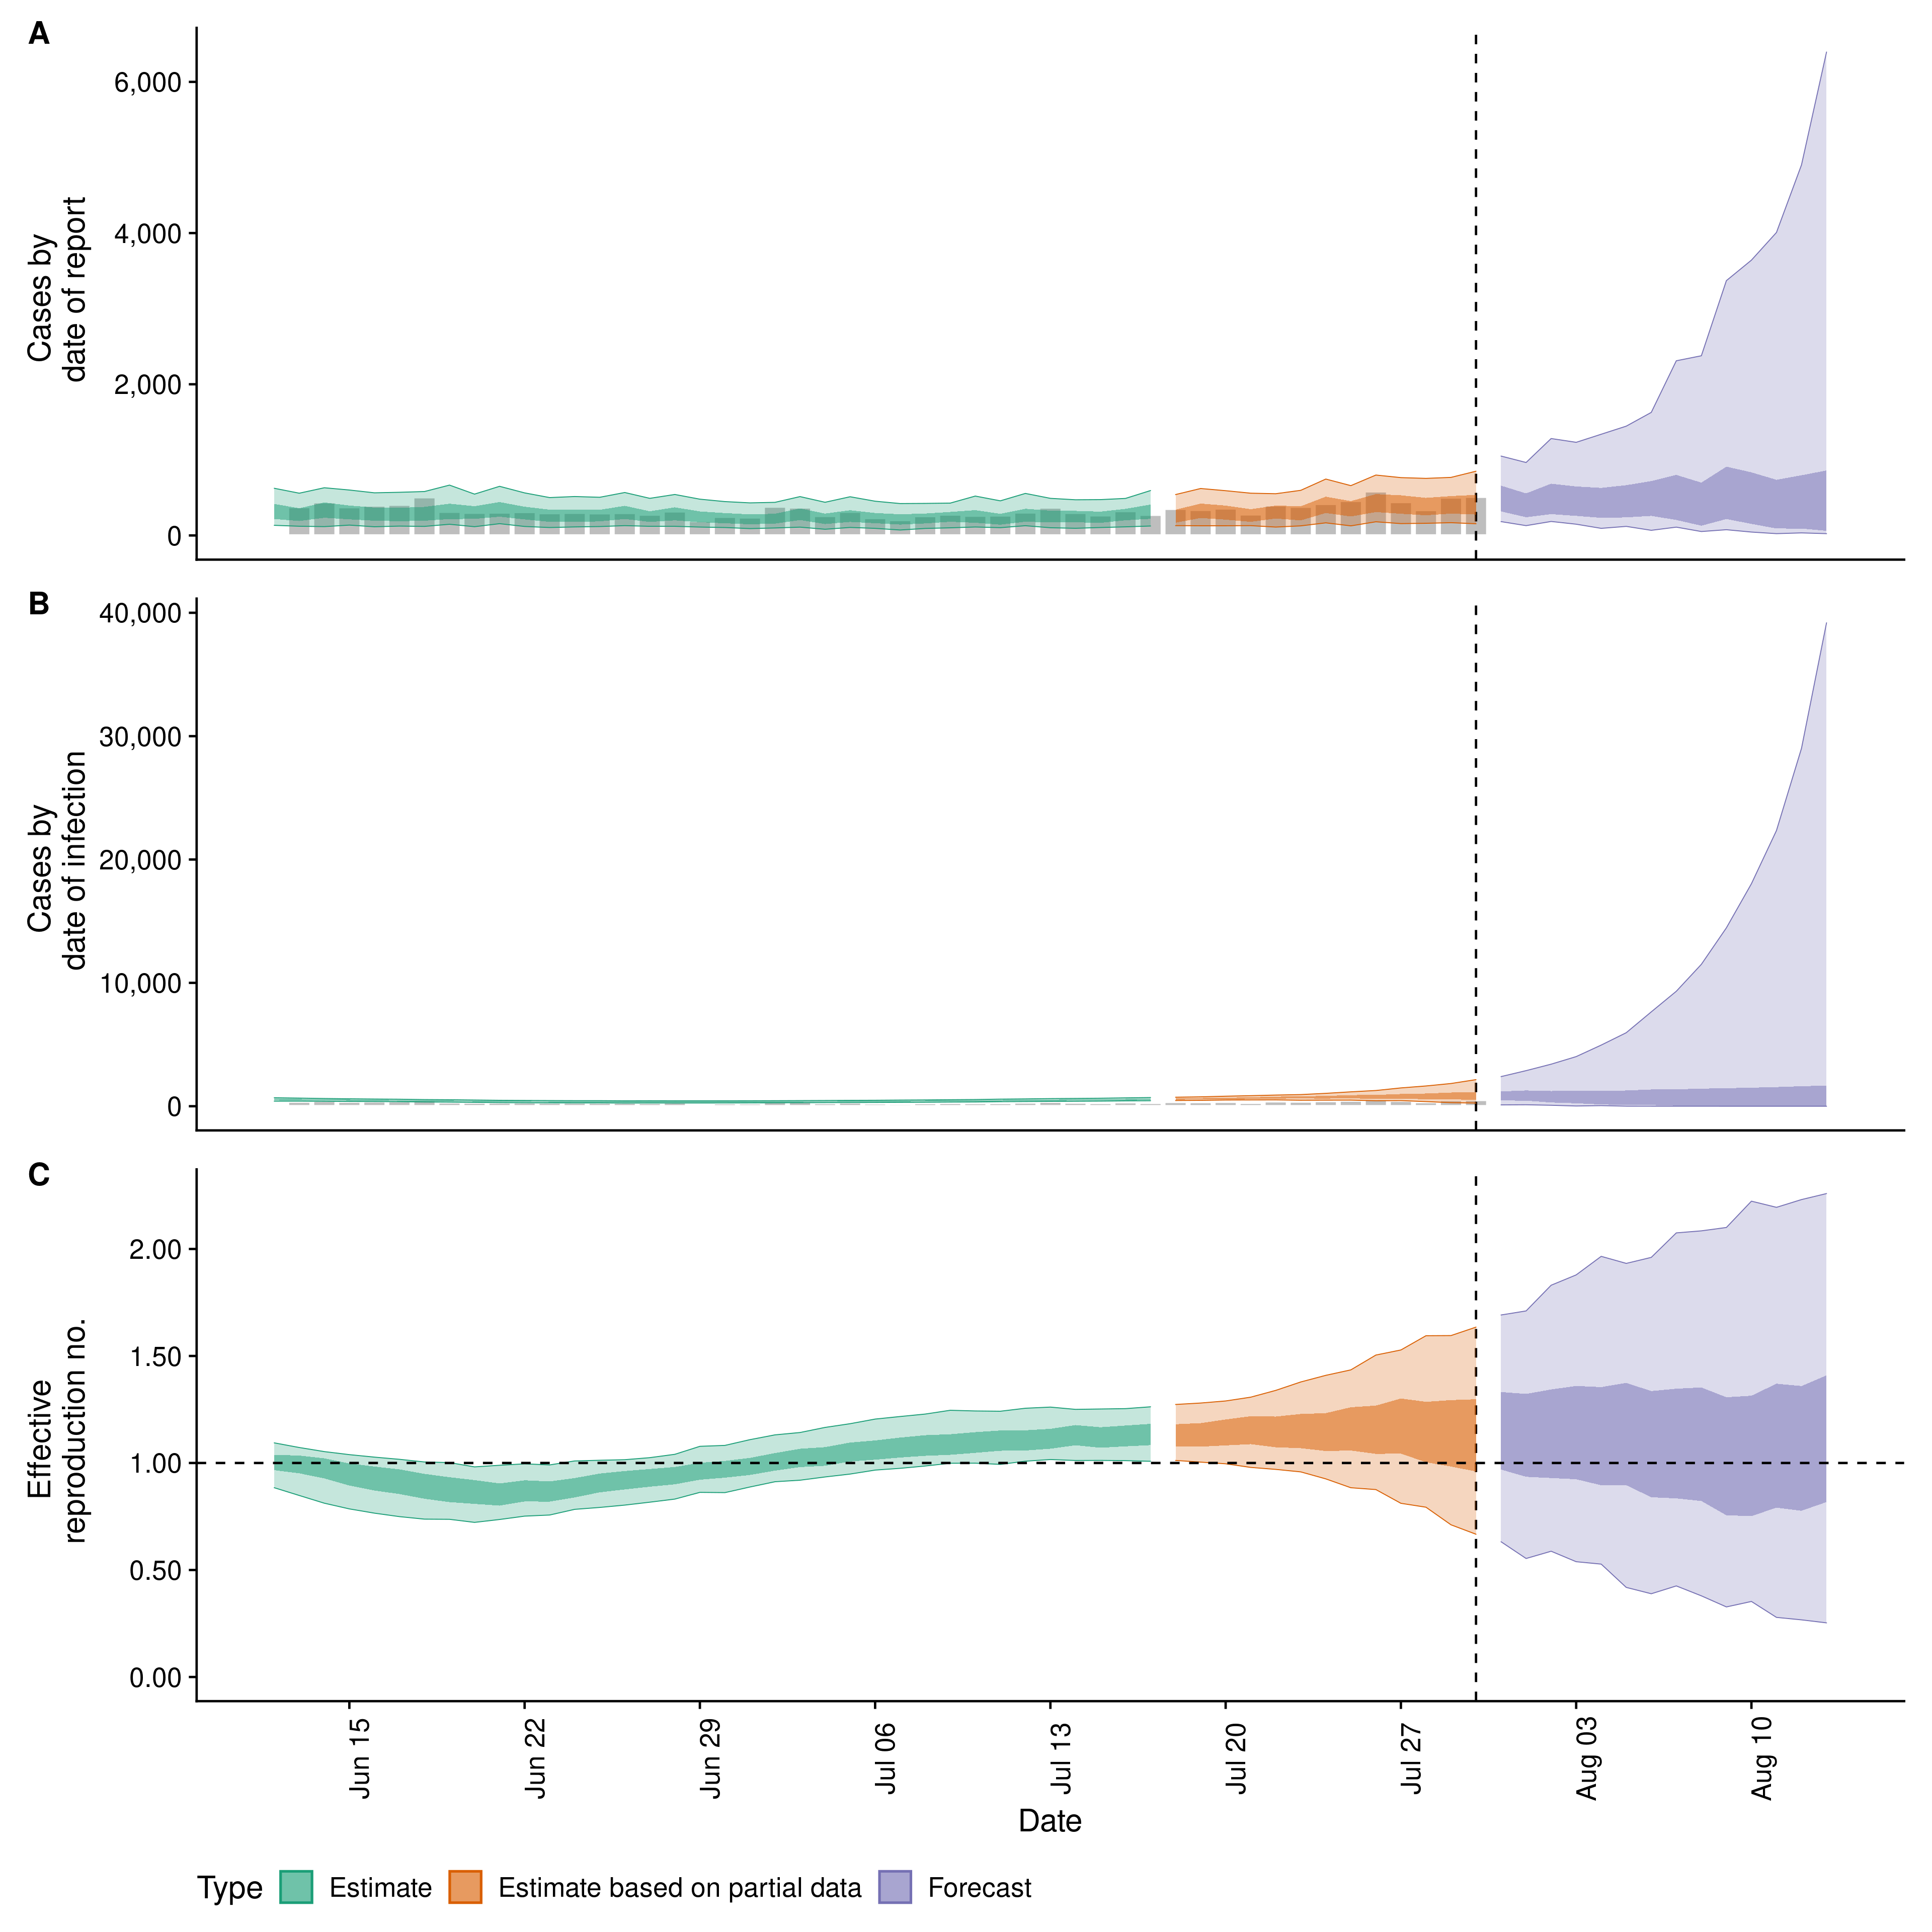 A
Cases by
date of report
6,000
4,000
2,000
0
B
Cases by
date of infection
40,000
30,000
20,000
10,000
0
C
Effective
reproduction no.
2.00
1.50
1.00
0.50
0.00
Jun 15
Jun 22
Jun 29
Jul 06
Jul 13
Jul 20
Jul 27
Aug 03
Aug 10
Date
Type Estimate Estimate based on partial data Forecast